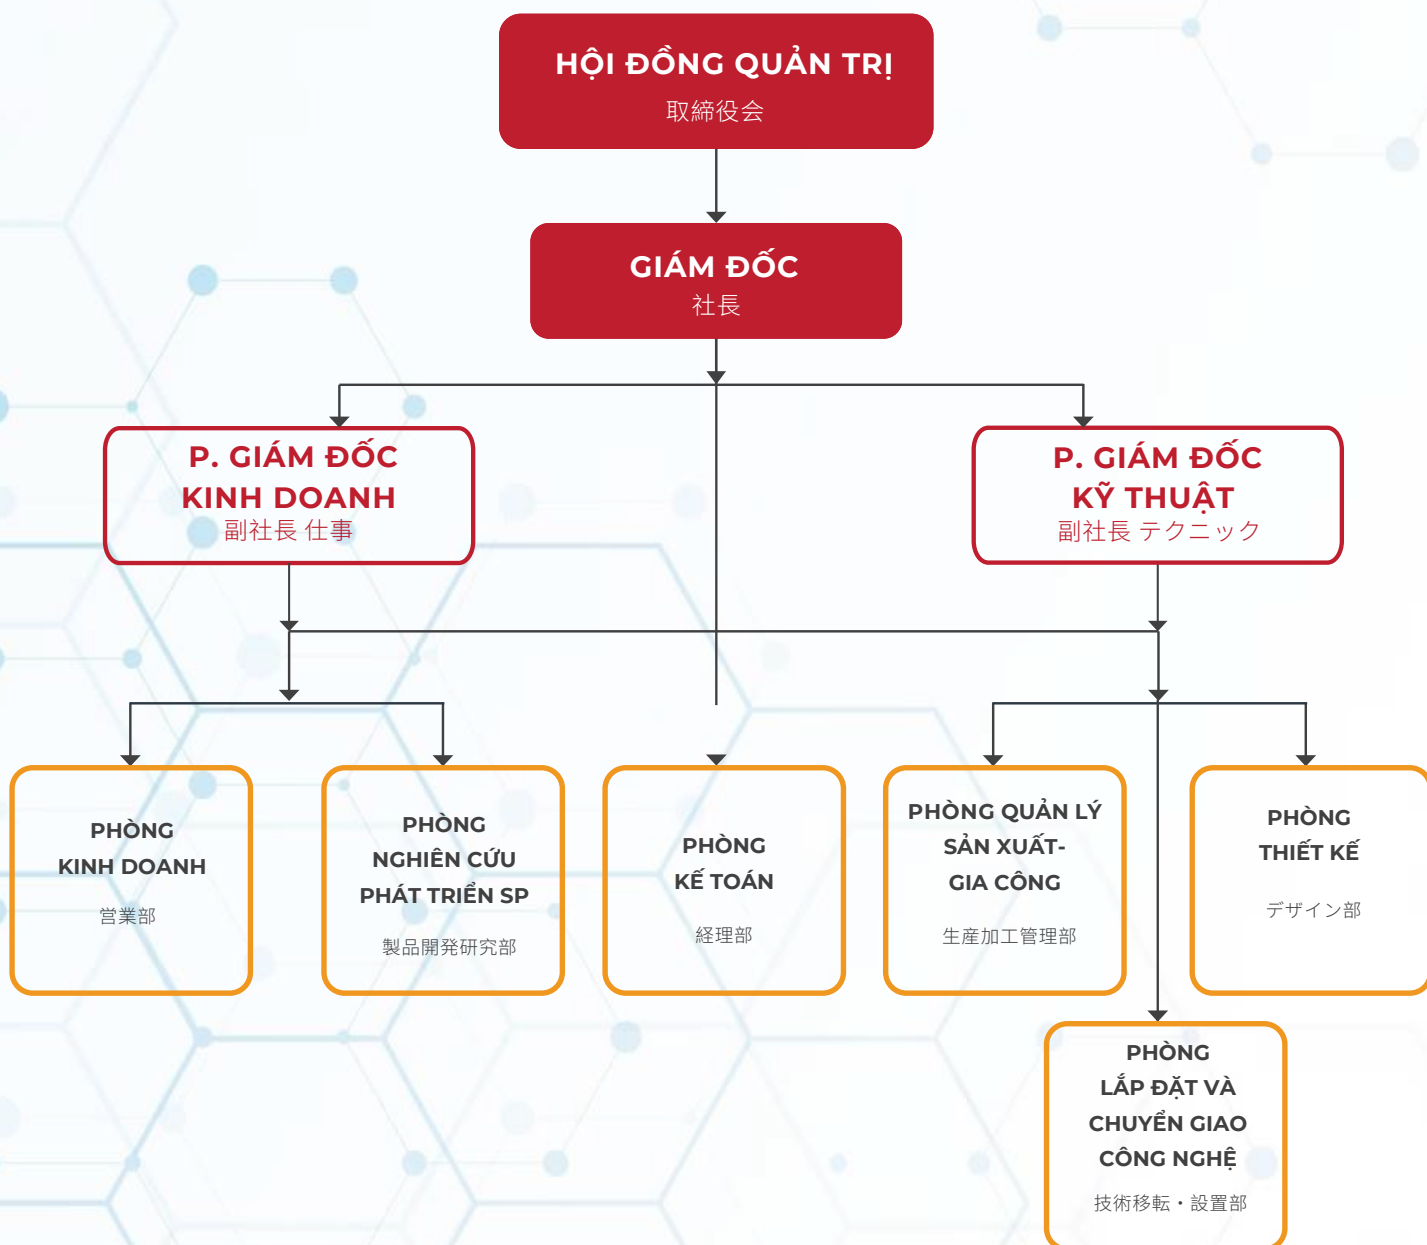 HỘI ĐỒNG QUẢN TRỊ
取締役会
GIÁM ĐỐC
社長
P. GIÁM ĐỐC
KINH DOANH
副社長 仕事
P. GIÁM ĐỐC
KỸ THUẬT
副社長 テクニック
PHÒNG
KINH DOANH
営業部
PHÒNG
NGHIÊN CỨU
PHÁT TRIỂN SP
製品開発研究部
PHÒNG
KẾ TOÁN
経理部
PHÒNG QUẢN LÝ
SẢN XUẤT-
GIA CÔNG
生産加工管理部
PHÒNG
THIẾT KẾ
デザイン部
PHÒNG
LẮP ĐẶT VÀ
CHUYỂN GIAO
CÔNG NGHỆ
技術移転・設置部